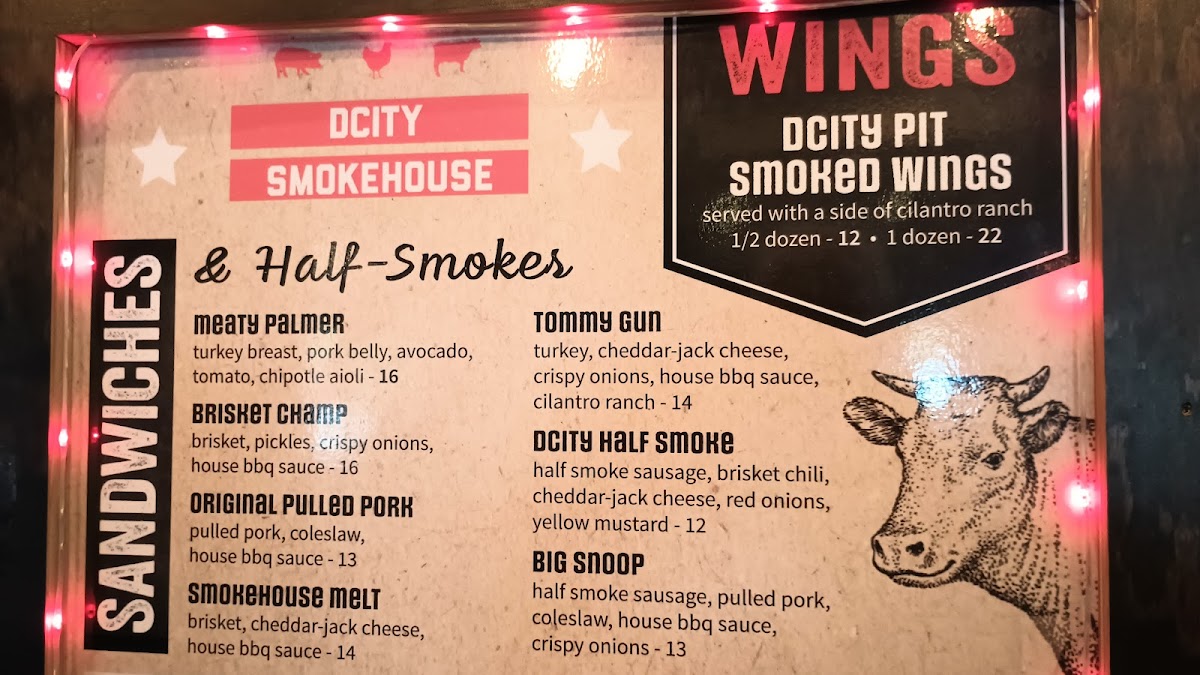 DCITY
SMOKEHOUSE
WINGS
DCITY PIT
SMOKED WINGS
served with a side of cilantro ranch
1/2 dozen - 12 • 1 dozen - 22
SANDWICHES
& Half-Smokes
MEATY PALMER
turkey breast, pork belly, avocado,
tomato, chipotle aioli - 16
BRISKET CHAMP
brisket, pickles, crispy onions,
house bbq sauce - 16
ORIGINAL PULLED PORK
pulled pork, coleslaw,
house bbq sauce - 13
SMOKEHOUSE MELT
brisket, cheddar-jack cheese,
house bbq sauce - 14
TOMMY GUN
turkey, cheddar-jack cheese,
crispy onions, house bbq sauce,
cilantro ranch - 14
DCITY HALF SMOKE
half smoke sausage, brisket chili,
cheddar-jack cheese, red onions,
yellow mustard - 12
BIG SNOOP
half smoke sausage, pulled pork,
coleslaw, house bbq sauce,
crispy onions - 13